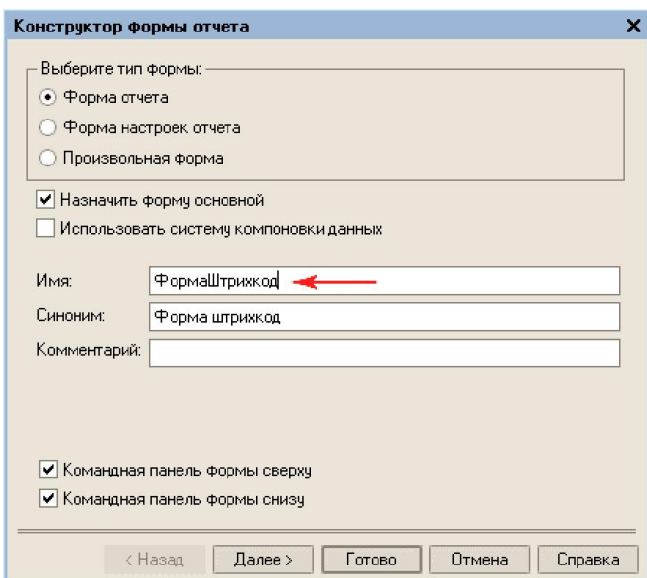 Конструктор формы отчета
Выберите тип формы:
Форма отчета
Форма настроек отчета
Произвольная форма
Назначить форму основной
Использовать систему компоновки данных
Имя: ФормаШтрихкод
Синоним: Форма штрихкод
Комментарий:
Командная панель формы сверху
Командная панель формы снизу
< Назад Далее > Готово Отмена Справка